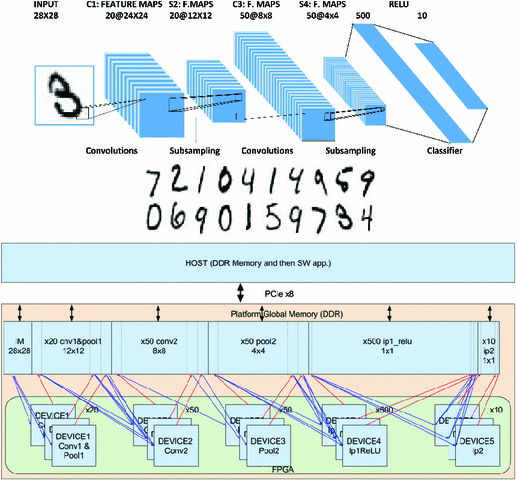 INPUT C1: FEATURE MAPS S2: F.MAPS C3: F. MAPS S4: F. MAPS 500 RELU
28X28 20@24X24 20@12X12 50@8x8 50@4x4 10
3
Convolutions Subsampling Convolutions Subsampling Classifier
7 2 1 0 4 1 4 9 5 9
0 6 9 0 1 5 9 7 8 4
HOST (DDR Memory and then SW app.)
PCIe x8
Platform Global Memory (DDR)
IM x20 cnv1&pool1 x50 conv2 x50 pool2 x500 ip1_relu x10
28x28 12x12 8x8 4x4 1x1 ip2
1x1
DEVICE1 x20 x50 x50 x500 x10
DEVICE1 DEVICE2 DEVICE3 DEVICE4 DEVICE5
Conv1 & Conv2 Pool2 Ip1ReLU Ip2
Pool1
FPGA